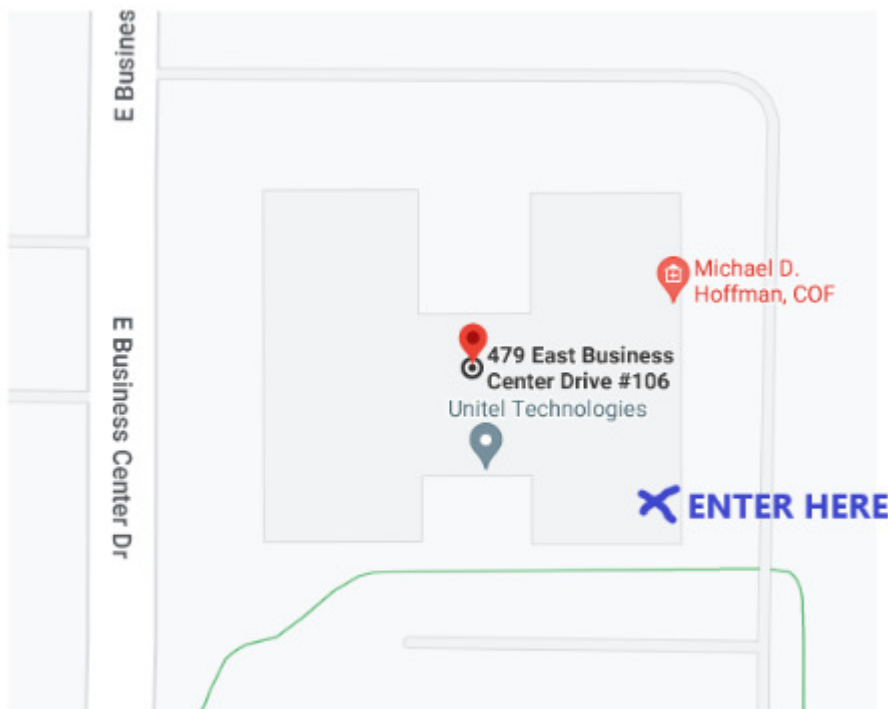 E Busines
E Business Center Dr
Michael D.
Hoffman, COF
479 East Business
Center Drive #106
Unitel Technologies
ENTER HERE